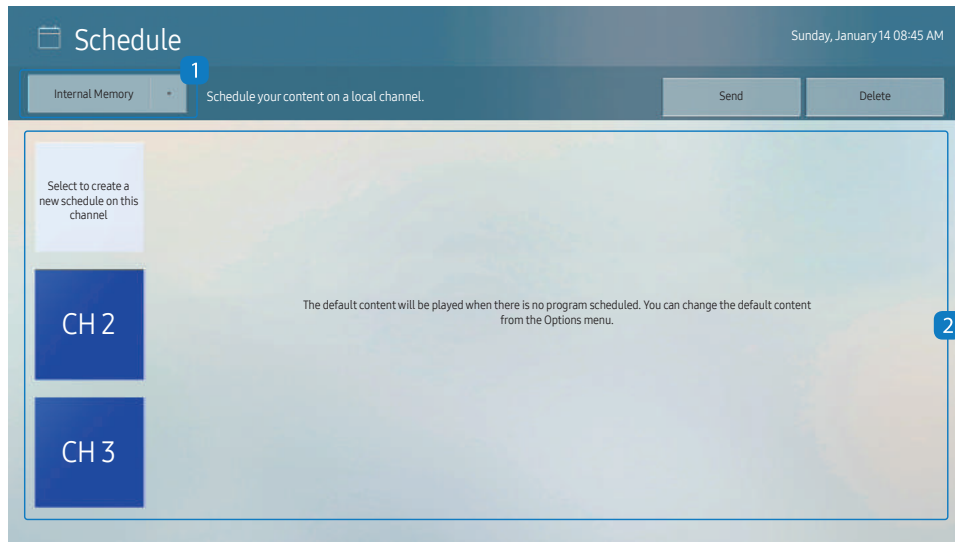 Schedule
Sunday, January 14 08:45 AM
1
Internal Memory
Schedule your content on a local channel.
Send
Delete
Select to create a
new schedule on this
channel
CH 2
The default content will be played when there is no program scheduled. You can change the default content
from the Options menu.
2
CH 3